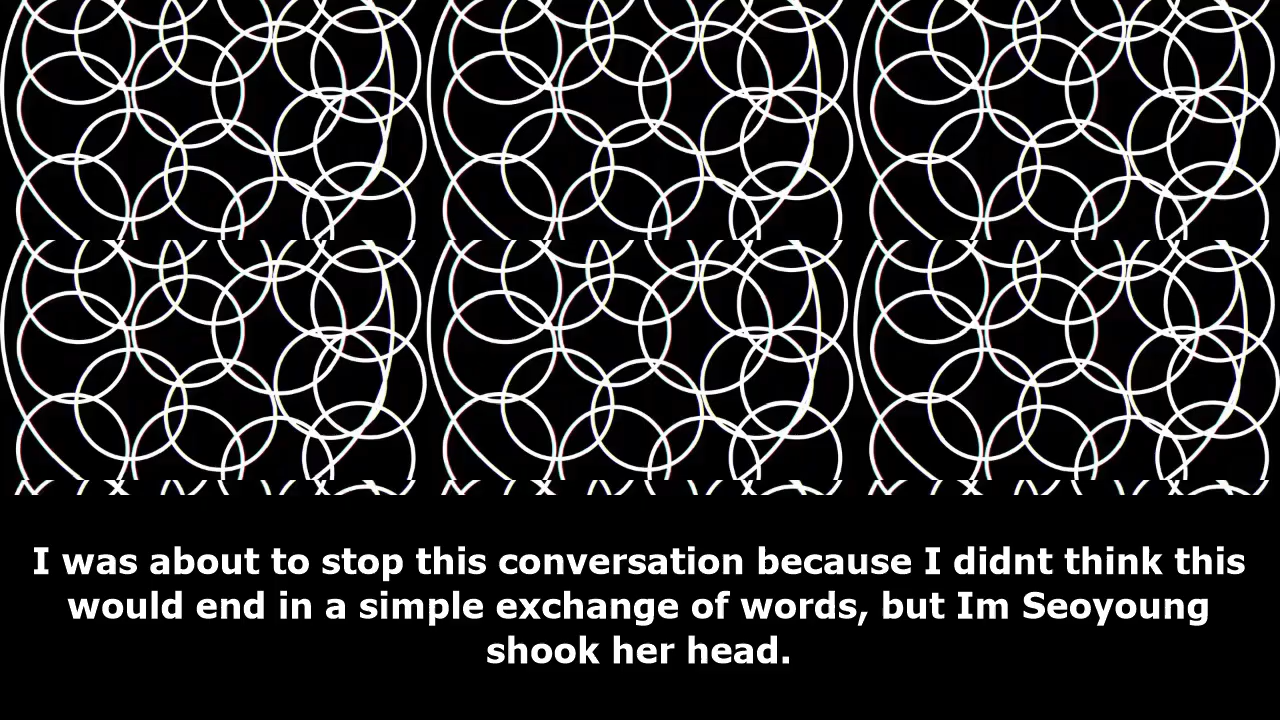 I was about to stop this conversation because I didnt think this
would end in a simple exchange of words, but Im Seoyoung
shook her head.